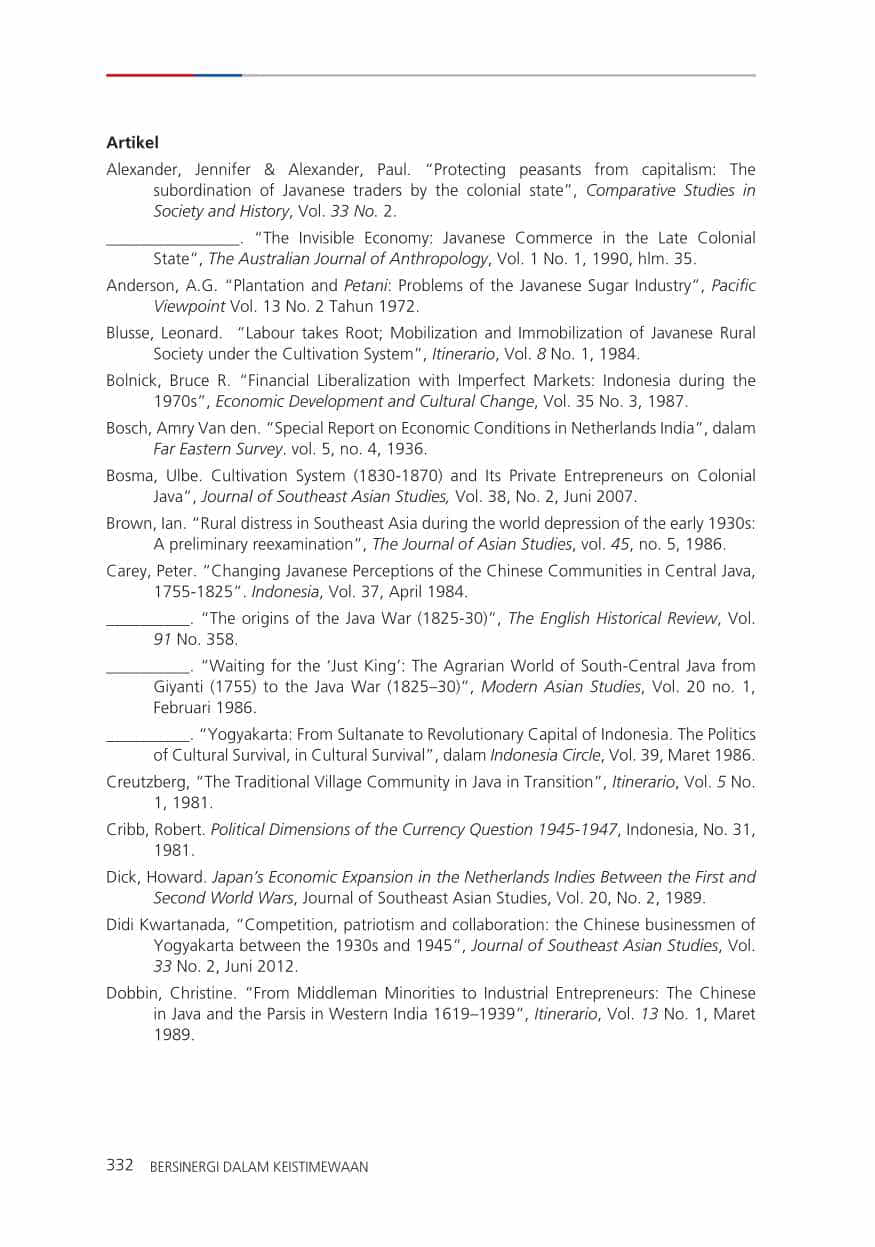 Artikel
Alexander, Jennifer & Alexander, Paul. “Protecting peasants from capitalism: The
subordination of Javanese traders by the colonial state”, Comparative Studies in
Society and History, Vol. 33 No. 2.
________________. “The Invisible Economy: Javanese Commerce in the Late Colonial
State”, The Australian Journal of Anthropology, Vol. 1 No. 1, 1990, hlm. 35.
Anderson, A.G. “Plantation and Petani: Problems of the Javanese Sugar Industry”, Pacific
Viewpoint Vol. 13 No. 2 Tahun 1972.
Blusse, Leonard. “Labour takes Root; Mobilization and Immobilization of Javanese Rural
Society under the Cultivation System”, Itinerario, Vol. 8 No. 1, 1984.
Bolnick, Bruce R. “Financial Liberalization with Imperfect Markets: Indonesia during the
1970s”, Economic Development and Cultural Change, Vol. 35 No. 3, 1987.
Bosch, Amry Van den. “Special Report on Economic Conditions in Netherlands India”, dalam
Far Eastern Survey. vol. 5, no. 4, 1936.
Bosma, Ulbe. Cultivation System (1830-1870) and Its Private Entrepreneurs on Colonial
Java”, Journal of Southeast Asian Studies, Vol. 38, No. 2, Juni 2007.
Brown, Ian. “Rural distress in Southeast Asia during the world depression of the early 1930s:
A preliminary reexamination”, The Journal of Asian Studies, vol. 45, no. 5, 1986.
Carey, Peter. “Changing Javanese Perceptions of the Chinese Communities in Central Java,
1755-1825”. Indonesia, Vol. 37, April 1984.
__________. “The origins of the Java War (1825-30)”, The English Historical Review, Vol.
91 No. 358.
__________. “Waiting for the ‘Just King’: The Agrarian World of South-Central Java from
Giyanti (1755) to the Java War (1825–30)”, Modern Asian Studies, Vol. 20 no. 1,
Februari 1986.
__________. “Yogyakarta: From Sultanate to Revolutionary Capital of Indonesia. The Politics
of Cultural Survival, in Cultural Survival”, dalam Indonesia Circle, Vol. 39, Maret 1986.
Creutzberg, “The Traditional Village Community in Java in Transition”, Itinerario, Vol. 5 No.
1, 1981.
Cribb, Robert. Political Dimensions of the Currency Question 1945-1947, Indonesia, No. 31,
1981.
Dick, Howard. Japan’s Economic Expansion in the Netherlands Indies Between the First and
Second World Wars, Journal of Southeast Asian Studies, Vol. 20, No. 2, 1989.
Didi Kwartanada, “Competition, patriotism and collaboration: the Chinese businessmen of
Yogyakarta between the 1930s and 1945”, Journal of Southeast Asian Studies, Vol.
33 No. 2, Juni 2012.
Dobbin, Christine. “From Middleman Minorities to Industrial Entrepreneurs: The Chinese
in Java and the Parsis in Western India 1619–1939”, Itinerario, Vol. 13 No. 1, Maret
1989.
332 BERSINERGI DALAM KEISTIMEWAAN